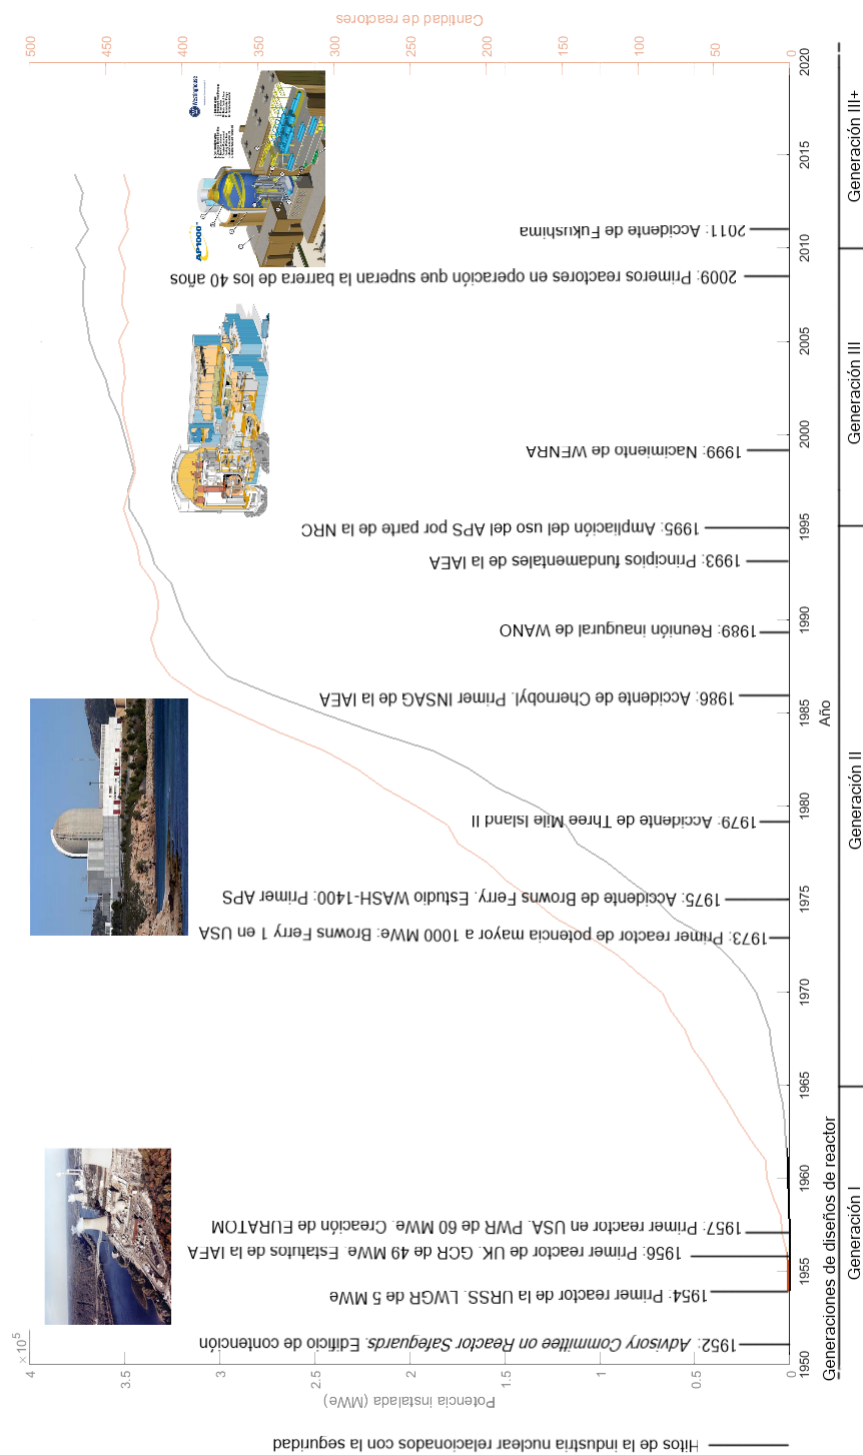 Cantidad de reactores
500
450
400
350
300
250
200
150
100
50
0
×10⁵
4
3.5
3
2.5
2
1.5
1
0.5
0
Potencia instalada (MWe)
1950
1955
1960
1965
1970
1975
1980
1985
1990
1995
2000
2005
2010
2015
2020
Año
1952: Advisory Committee on Reactor Safeguards. Edificio de contención
1954: Primer reactor de la URSS. LWGR de 5 MWe
1956: Primer reactor de UK. GCR de 49 MWe. Estatutos de la IAEA
1957: Primer reactor en USA. PWR de 60 MWe. Creación de EURATOM
1973: Primer reactor de potencia mayor a 1000 MWe: Browns Ferry 1 en USA
1975: Accidente de Browns Ferry. Estudio WASH-1400: Primer APS
1979: Accidente de Three Mile Island II
1986: Accidente de Chernobyl. Primer INSAG de la IAEA
1989: Reunión inaugural de WANO
1993: Principios fundamentales de la IAEA
1995: Ampliación del uso del APS por parte de la NRC
1999: Nacimiento de WENRA
2009: Primeros reactores en operación que superan la barrera de los 40 años
2011: Accidente de Fukushima
AP1000™
Westinghouse
Generaciones de diseños de reactor
Generación I
Generación II
Generación III
Generación III+
Hitos de la industria nuclear relacionados con la seguridad